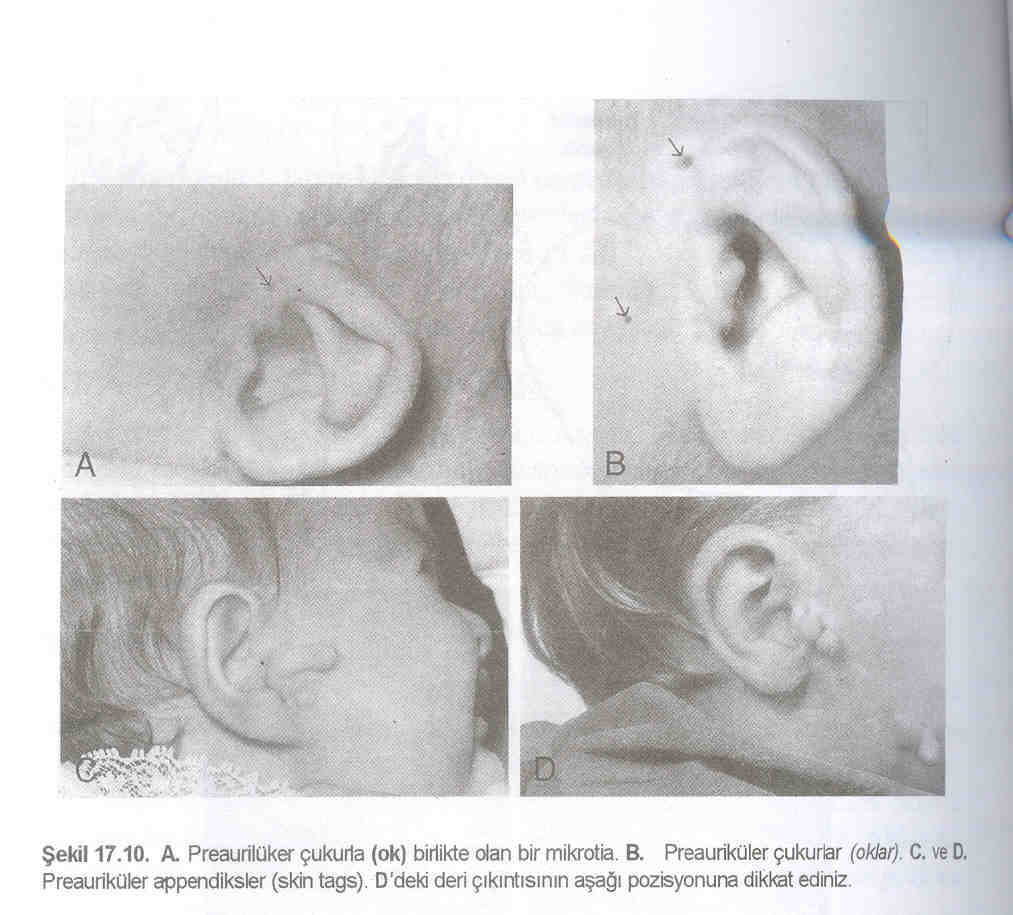 A
B
C
D
Şekil 17.10. A. Preaurilüker çukurla (ok) birlikte olan bir mikrotia. B. Preauriküler çukurlar (oklar). C. ve D.
Preauriküler appendiksler (skin tags). D'deki deri çıkıntısının aşağı pozisyonuna dikkat ediniz.